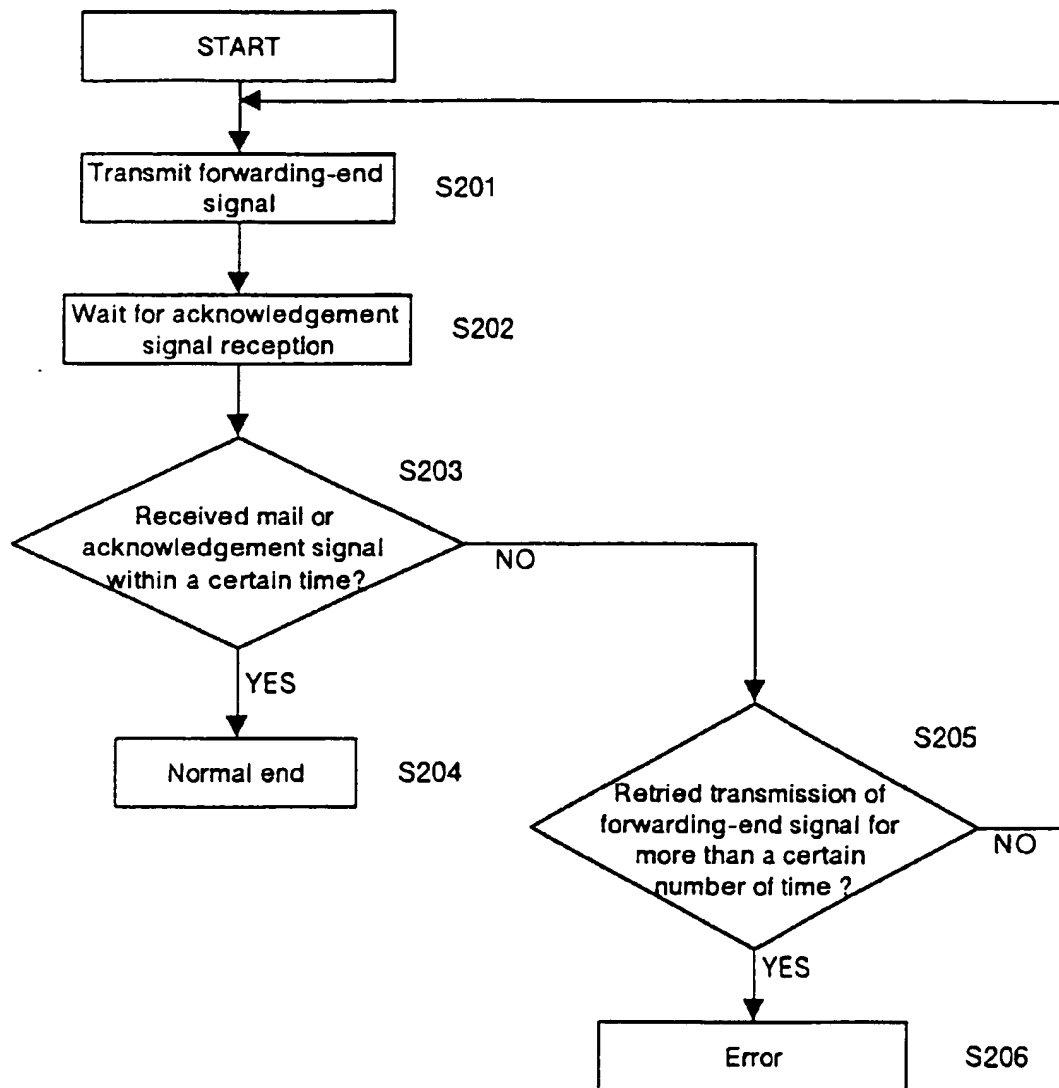 START
Transmit forwarding-end
signal
S201
Wait for acknowledgement
signal reception
S202
S203
Received mail or
acknowledgement signal
within a certain time?
NO
YES
Normal end
S204
S205
Retried transmission of
forwarding-end signal for
more than a certain
number of time ?
NO
YES
Error
S206